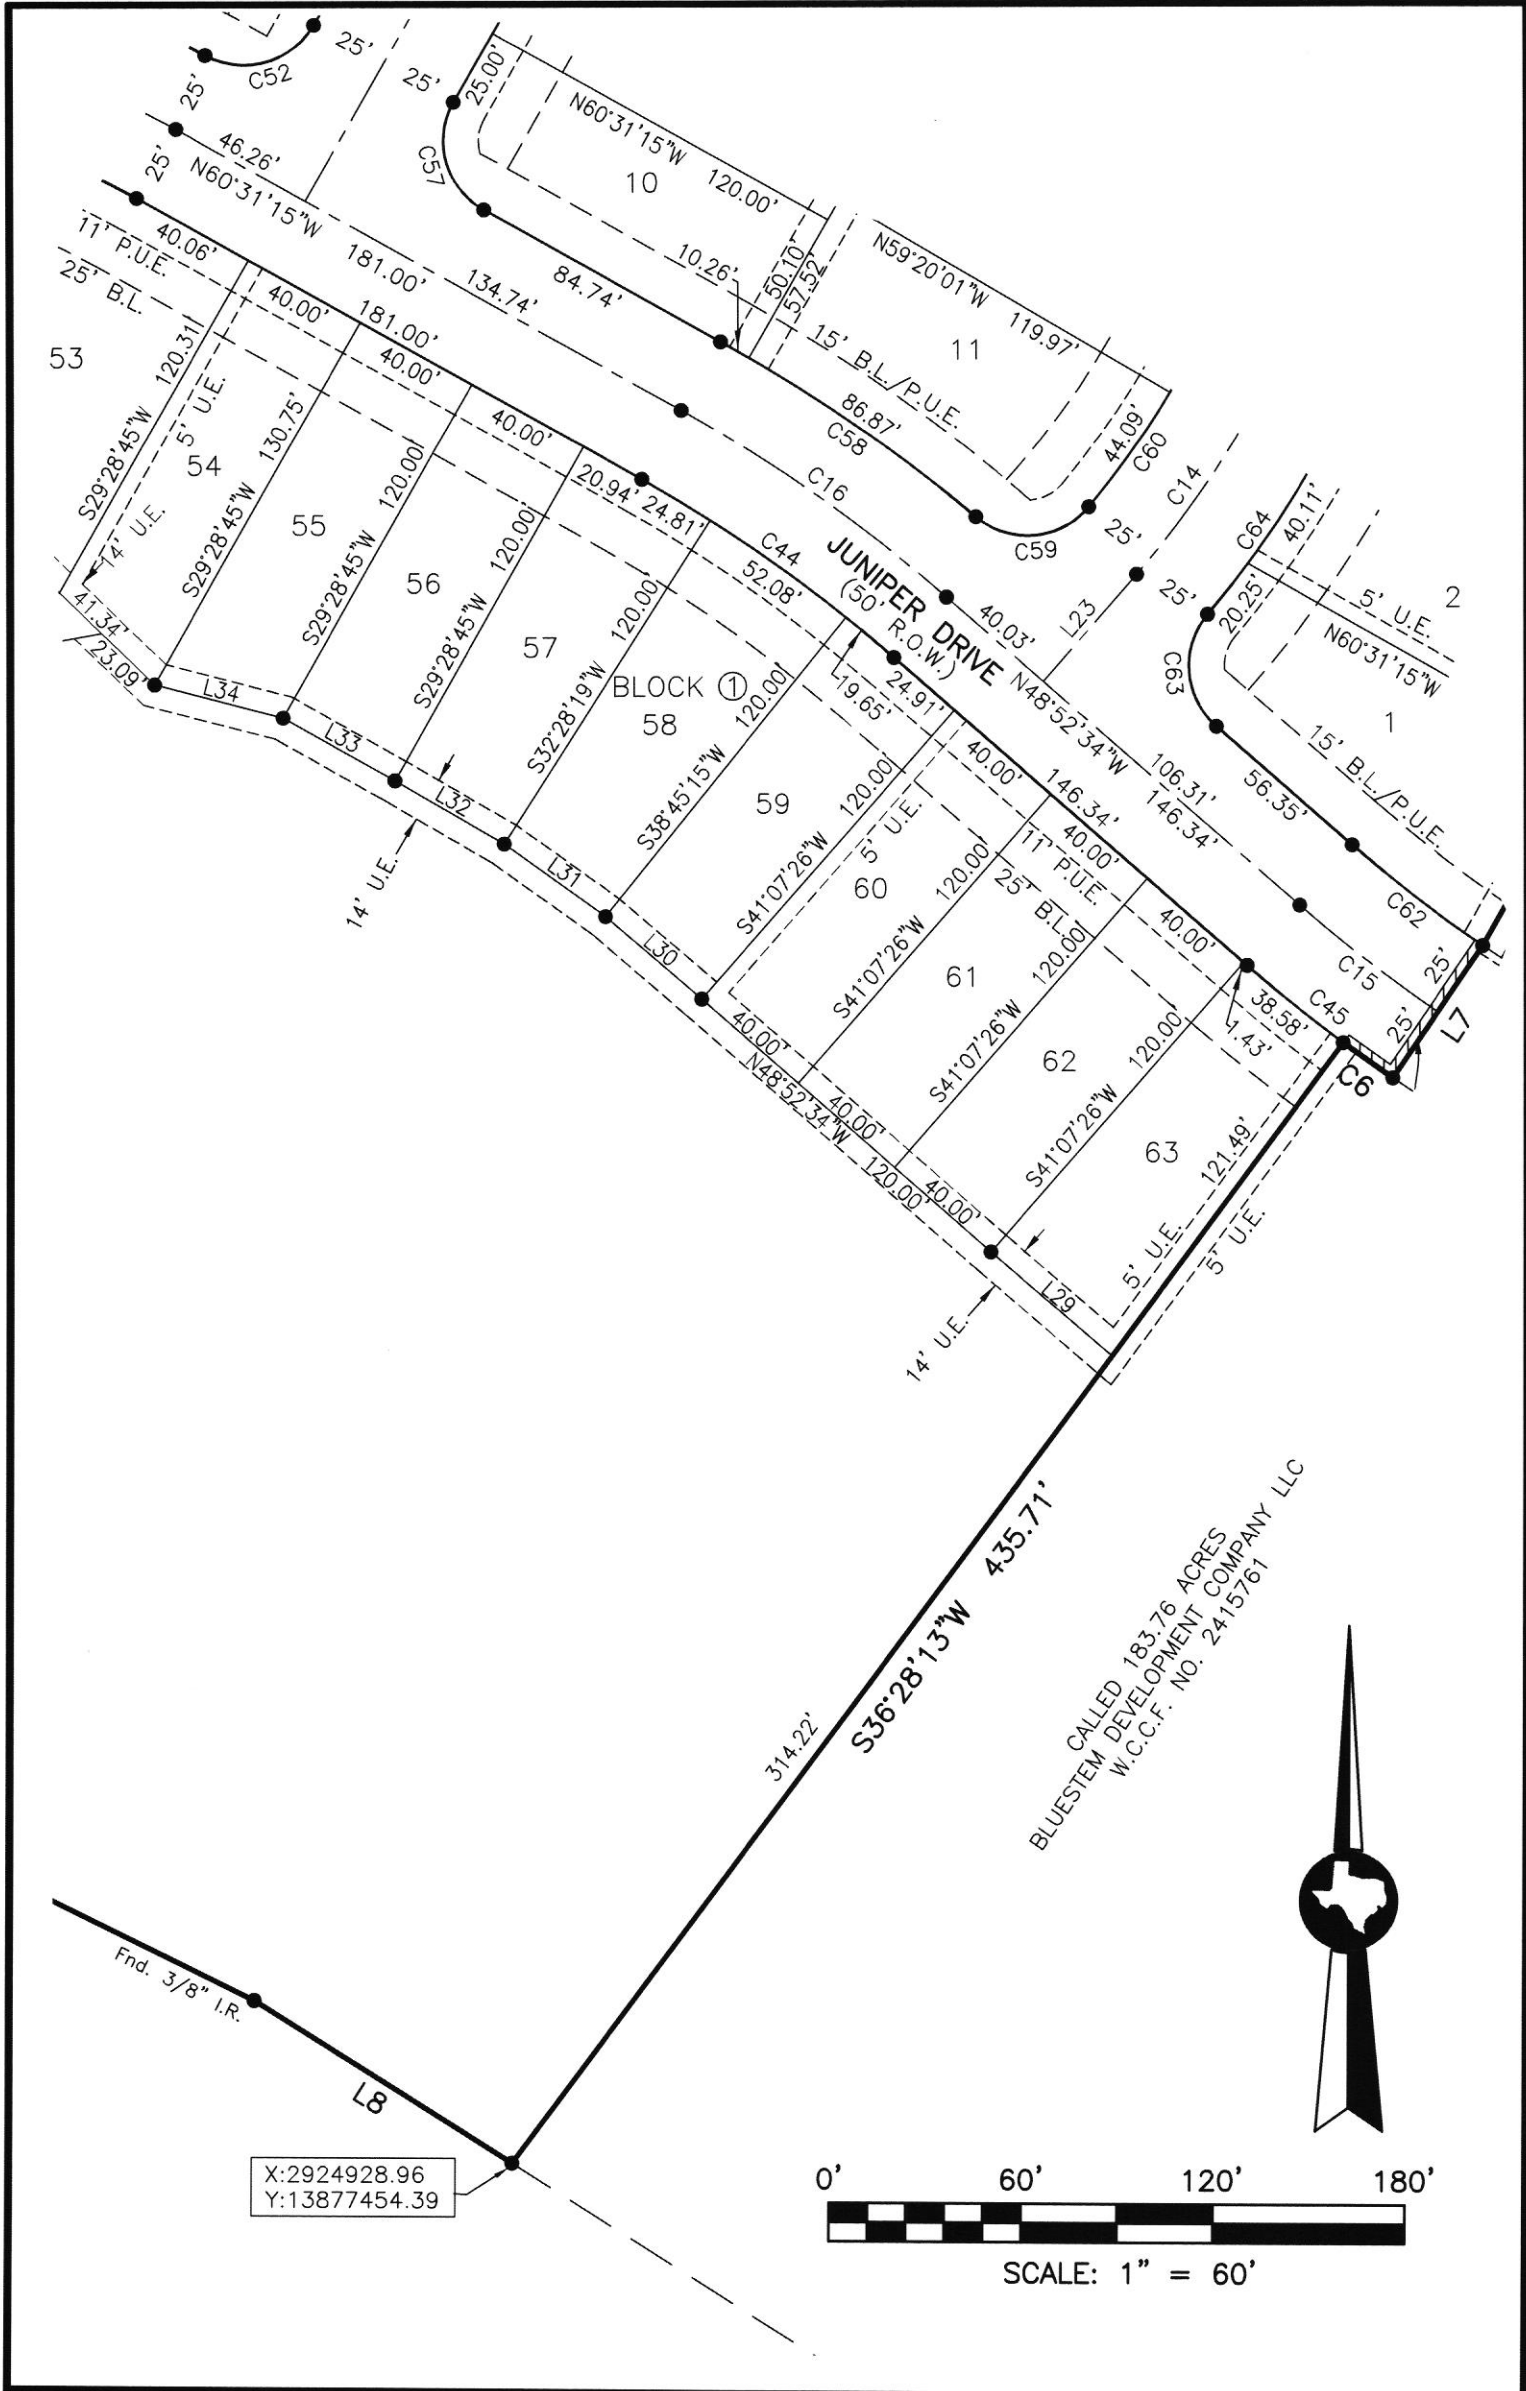 C52
25'
25'
25'
25'
25.00'
N60°31'15"W 120.00'
10
C57
46.26'
N60°31'15"W 181.00'
134.74'
84.74'
10.26'
50.10'
57.52'
N59°20'01"W 119.97'
11
15' B.L./P.U.E.
86.87'
C58
44.09'
C60
C59
C14
C16
25'
25'
L23
C64
40.11'
20.25'
5' U.E.
2
N60°31'15"W
1
C63
15' B.L./P.U.E.
56.35'
C62
11' P.U.E.
25' B.L.
40.06'
40.00'
181.00'
40.00'
40.00'
20.94'
24.81'
C44
52.08'
JUNIPER DRIVE
(50' R.O.W.)
40.03'
N48°52'34"W 106.31'
146.34'
19.65'
24.91'
40.00'
146.34'
40.00'
11' P.U.E.
25' B.L.
40.00'
1.43'
38.58'
C45
C15
25'
25'
L7
C6
53
S29°28'45"W 120.31'
5' U.E.
14' U.E.
54
S29°28'45"W 130.75'
55
S29°28'45"W 120.00'
56
S29°28'45"W 120.00'
57
S32°28'19"W 120.00'
BLOCK 1
58
S38°45'15"W 120.00'
59
S41°07'26"W 120.00'
5' U.E.
60
S41°07'26"W 120.00'
61
S41°07'26"W 120.00'
62
S41°07'26"W 120.00'
63
121.49'
5' U.E.
5' U.E.
41.34'
23.09'
L34
L33
L32
L31
L30
14' U.E.
40.00'
N48°52'34"W 120.00'
40.00'
40.00'
L29
14' U.E.
S36°28'13"W 435.71'
314.22'
CALLED 183.76 ACRES
BLUESTEM DEVELOPMENT COMPANY LLC
W.C.C.F. NO. 2415761
Fnd. 3/8" I.R.
L8
X:2924928.96
Y:13877454.39
0' 60' 120' 180'
SCALE: 1" = 60'